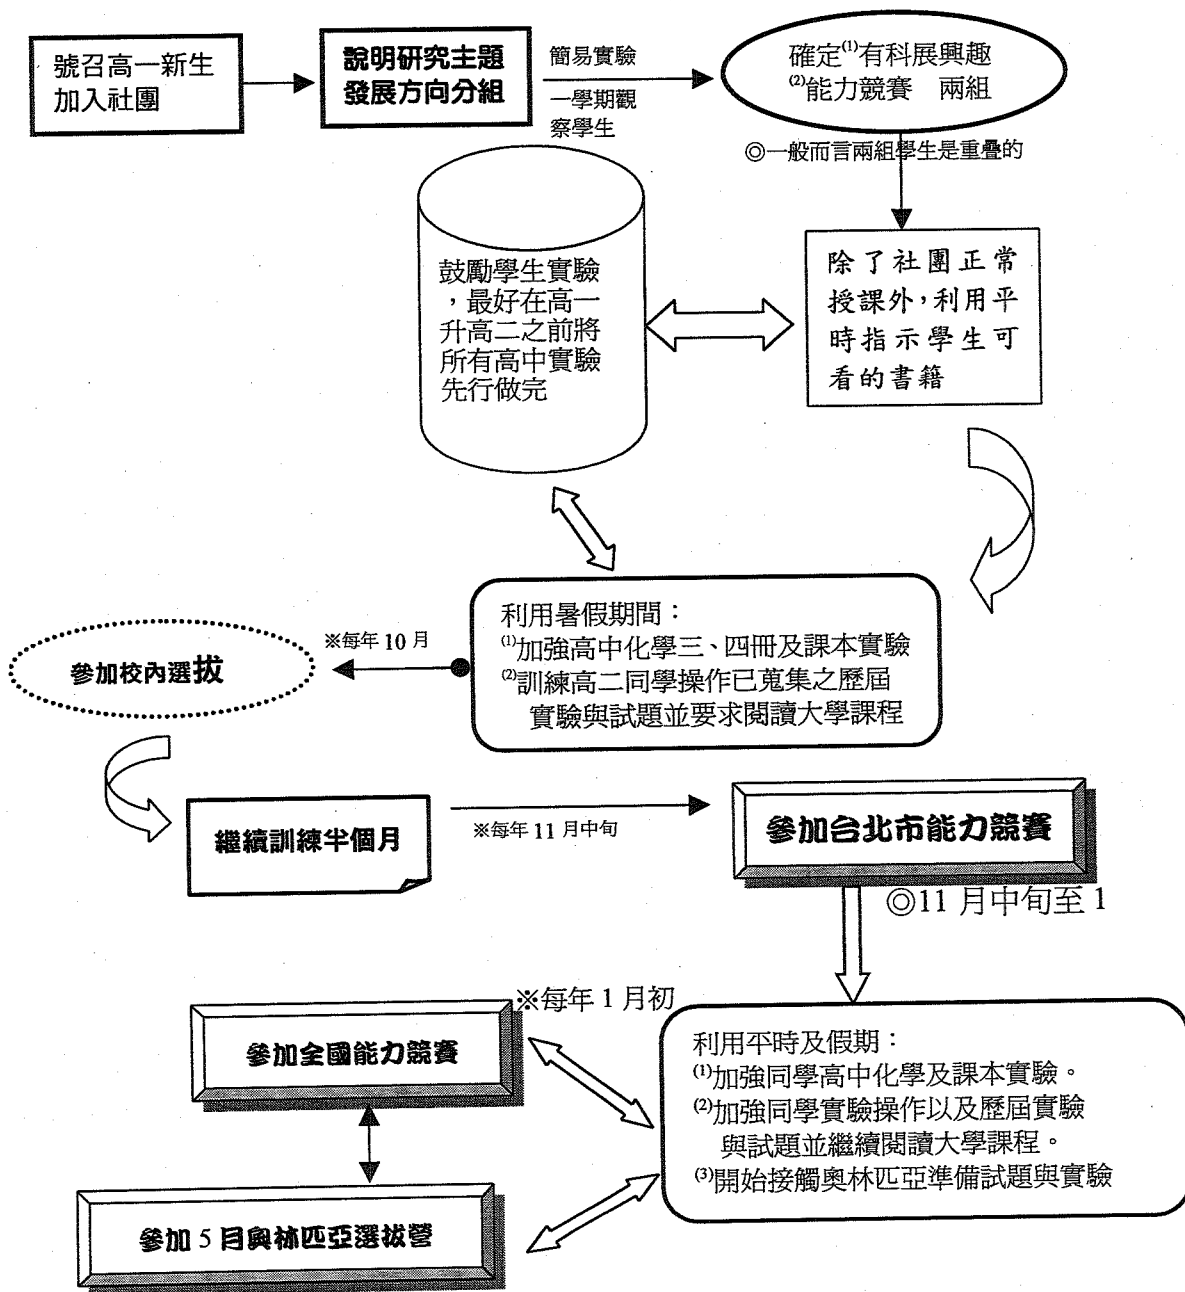 號召高一新生
加入社團
說明研究主題
發展方向分組
簡易實驗
一學期觀
察學生
確定⁽¹⁾有科展興趣
⁽²⁾能力競賽　兩組
◎一般而言兩組學生是重疊的
鼓勵學生實驗
，最好在高一
升高二之前將
所有高中實驗
先行做完
除了社團正常
授課外，利用平
時指示學生可
看的書籍
利用暑假期間：
⁽¹⁾加強高中化學三、四冊及課本實驗
⁽²⁾訓練高二同學操作已蒐集之歷屆
實驗與試題並要求閱讀大學課程
※每年 10 月
參加校內選拔
繼續訓練半個月
※每年 11 月中旬
參加台北市能力競賽
◎11 月中旬至 1
※每年 1 月初
參加全國能力競賽
利用平時及假期：
⁽¹⁾加強同學高中化學及課本實驗。
⁽²⁾加強同學實驗操作以及歷屆實驗
與試題並繼續閱讀大學課程。
⁽³⁾開始接觸奧林匹亞準備試題與實驗
參加 5 月奧林匹亞選拔營